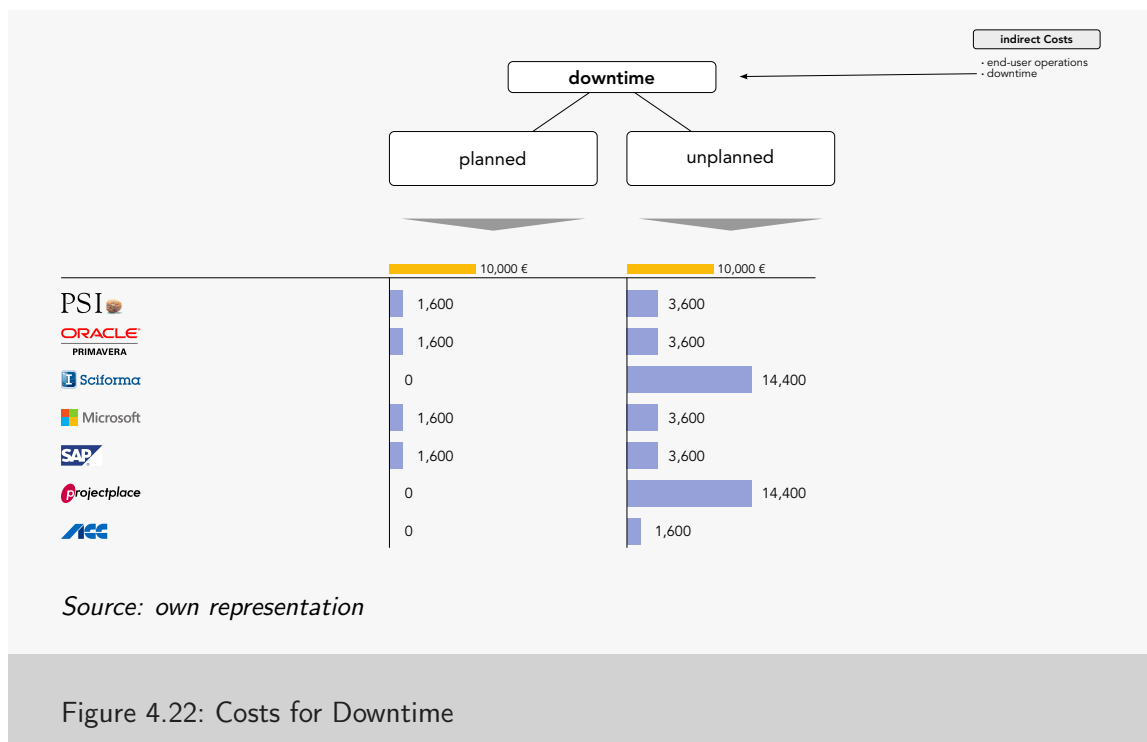 indirect Costs
· end-user operations
· downtime
downtime
planned unplanned
10,000 € 10,000 €
PSI 1,600 3,600
ORACLE® PRIMAVERA 1,600 3,600
Sciforma 0 14,400
Microsoft 1,600 3,600
SAP 1,600 3,600
projectplace 0 14,400
ACC 0 1,600
Source: own representation
Figure 4.22: Costs for Downtime